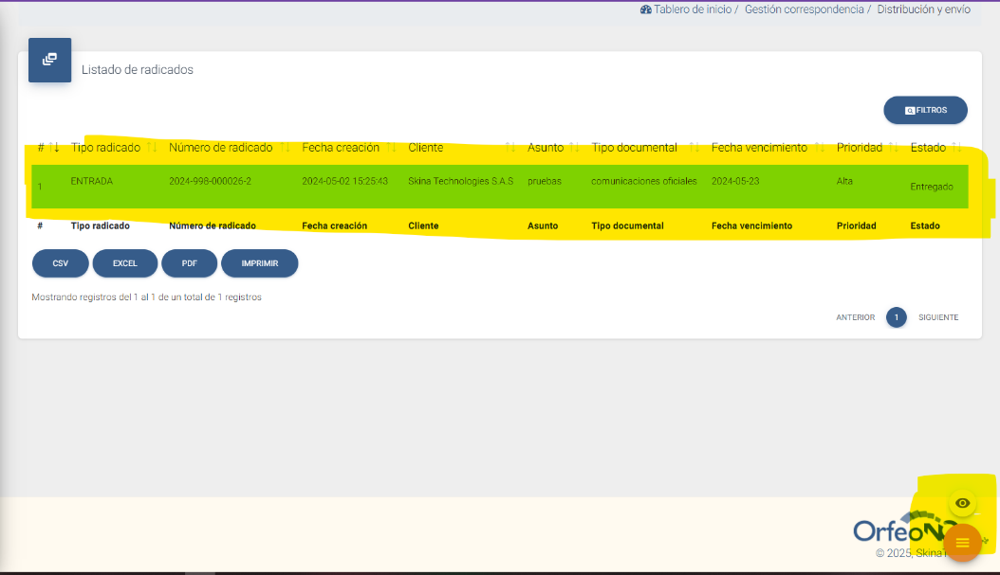 Tablero de inicio / Gestión correspondencia / Distribución y envío
Listado de radicados
FILTROS
# Tipo radicado Número de radicado Fecha creación Cliente Asunto Tipo documental Fecha vencimiento Prioridad Estado
1 ENTRADA 2024-998-000026-2 2024-05-02 15:25:43 Skina Technologies S.A.S pruebas comunicaciones oficiales 2024-05-23 Alta Entregado
# Tipo radicado Número de radicado Fecha creación Cliente Asunto Tipo documental Fecha vencimiento Prioridad Estado
CSV EXCEL PDF IMPRIMIR
Mostrando registros del 1 al 1 de un total de 1 registros
ANTERIOR 1 SIGUIENTE
© 2025,